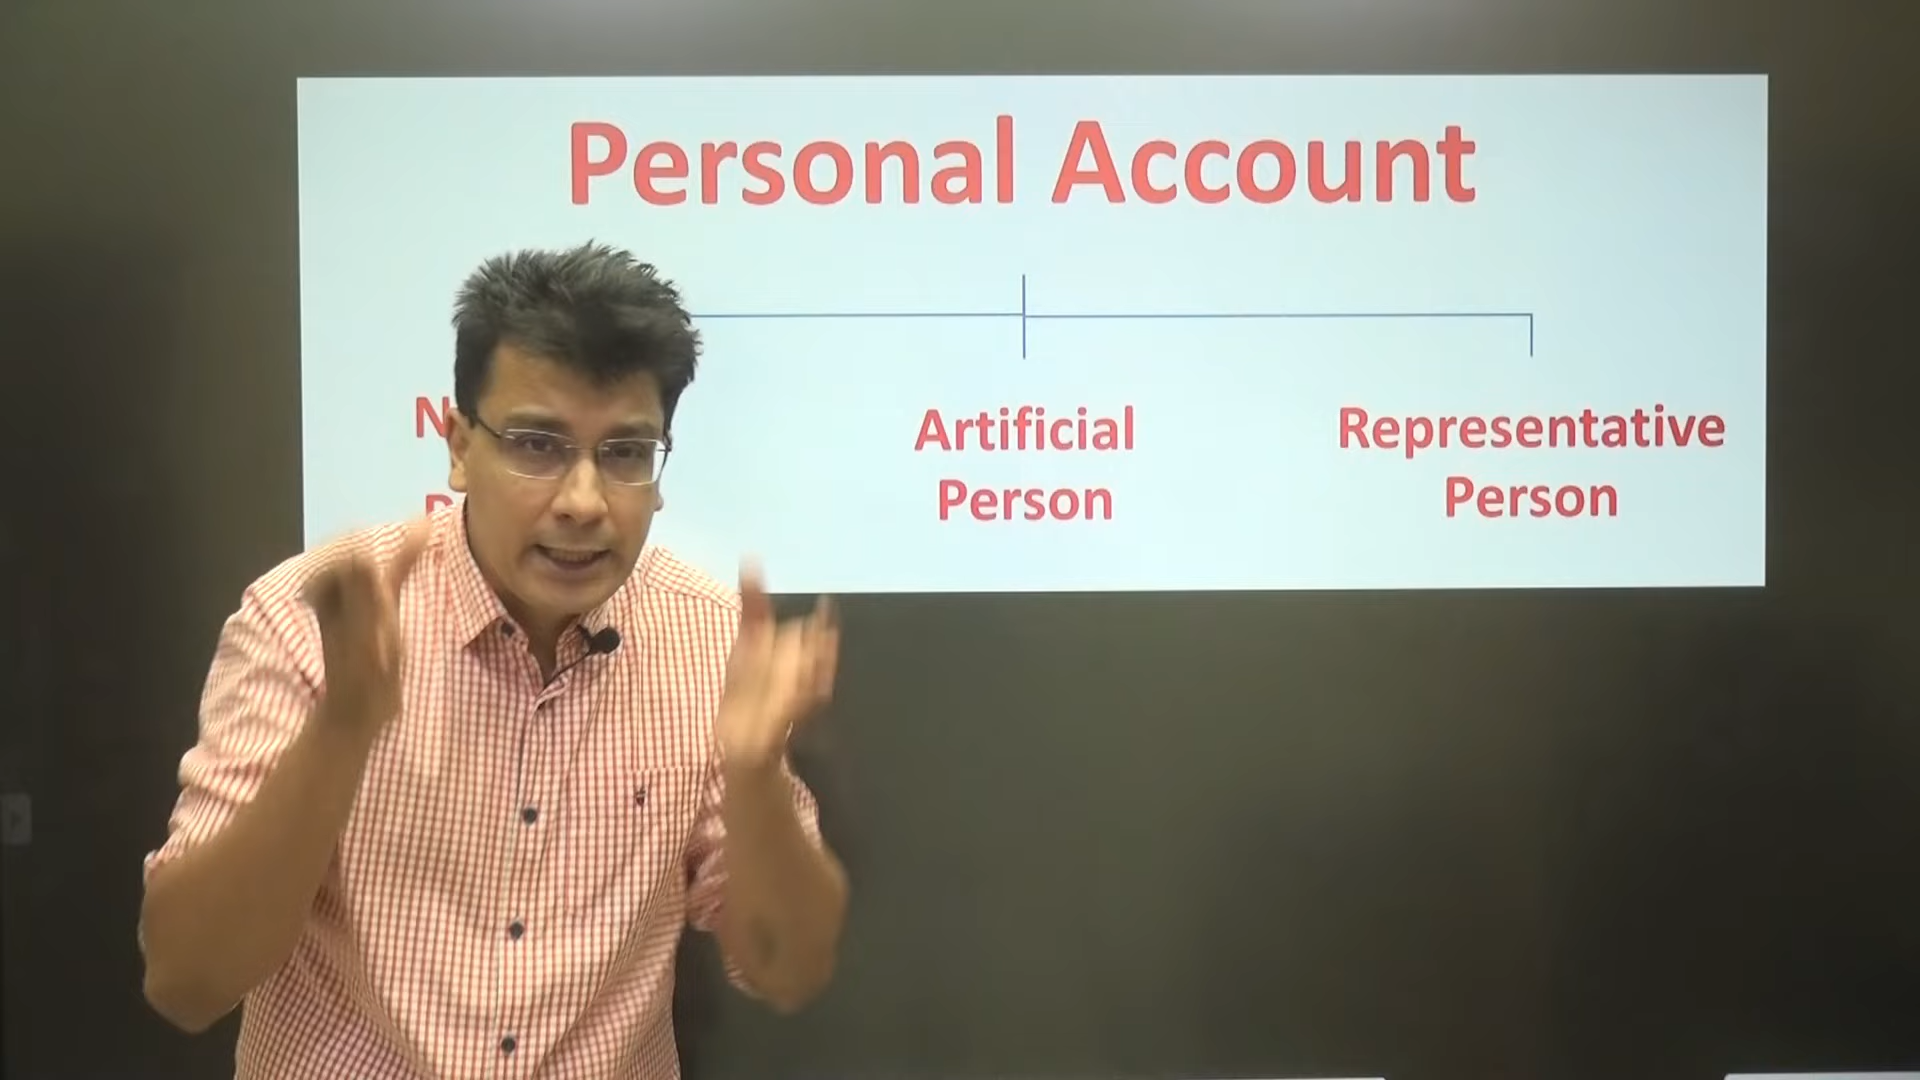 Personal Account
Artificial
Person
Representative
Person